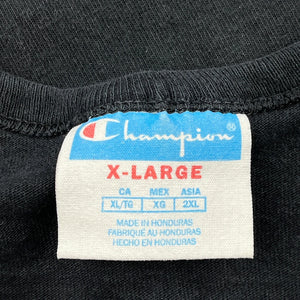 Champion®
X-LARGE
CA MEX ASIA
XL/TG XG 2XL
MADE IN HONDURAS
FABRIQUÉ AU HONDURAS
HECHO EN HONDURAS